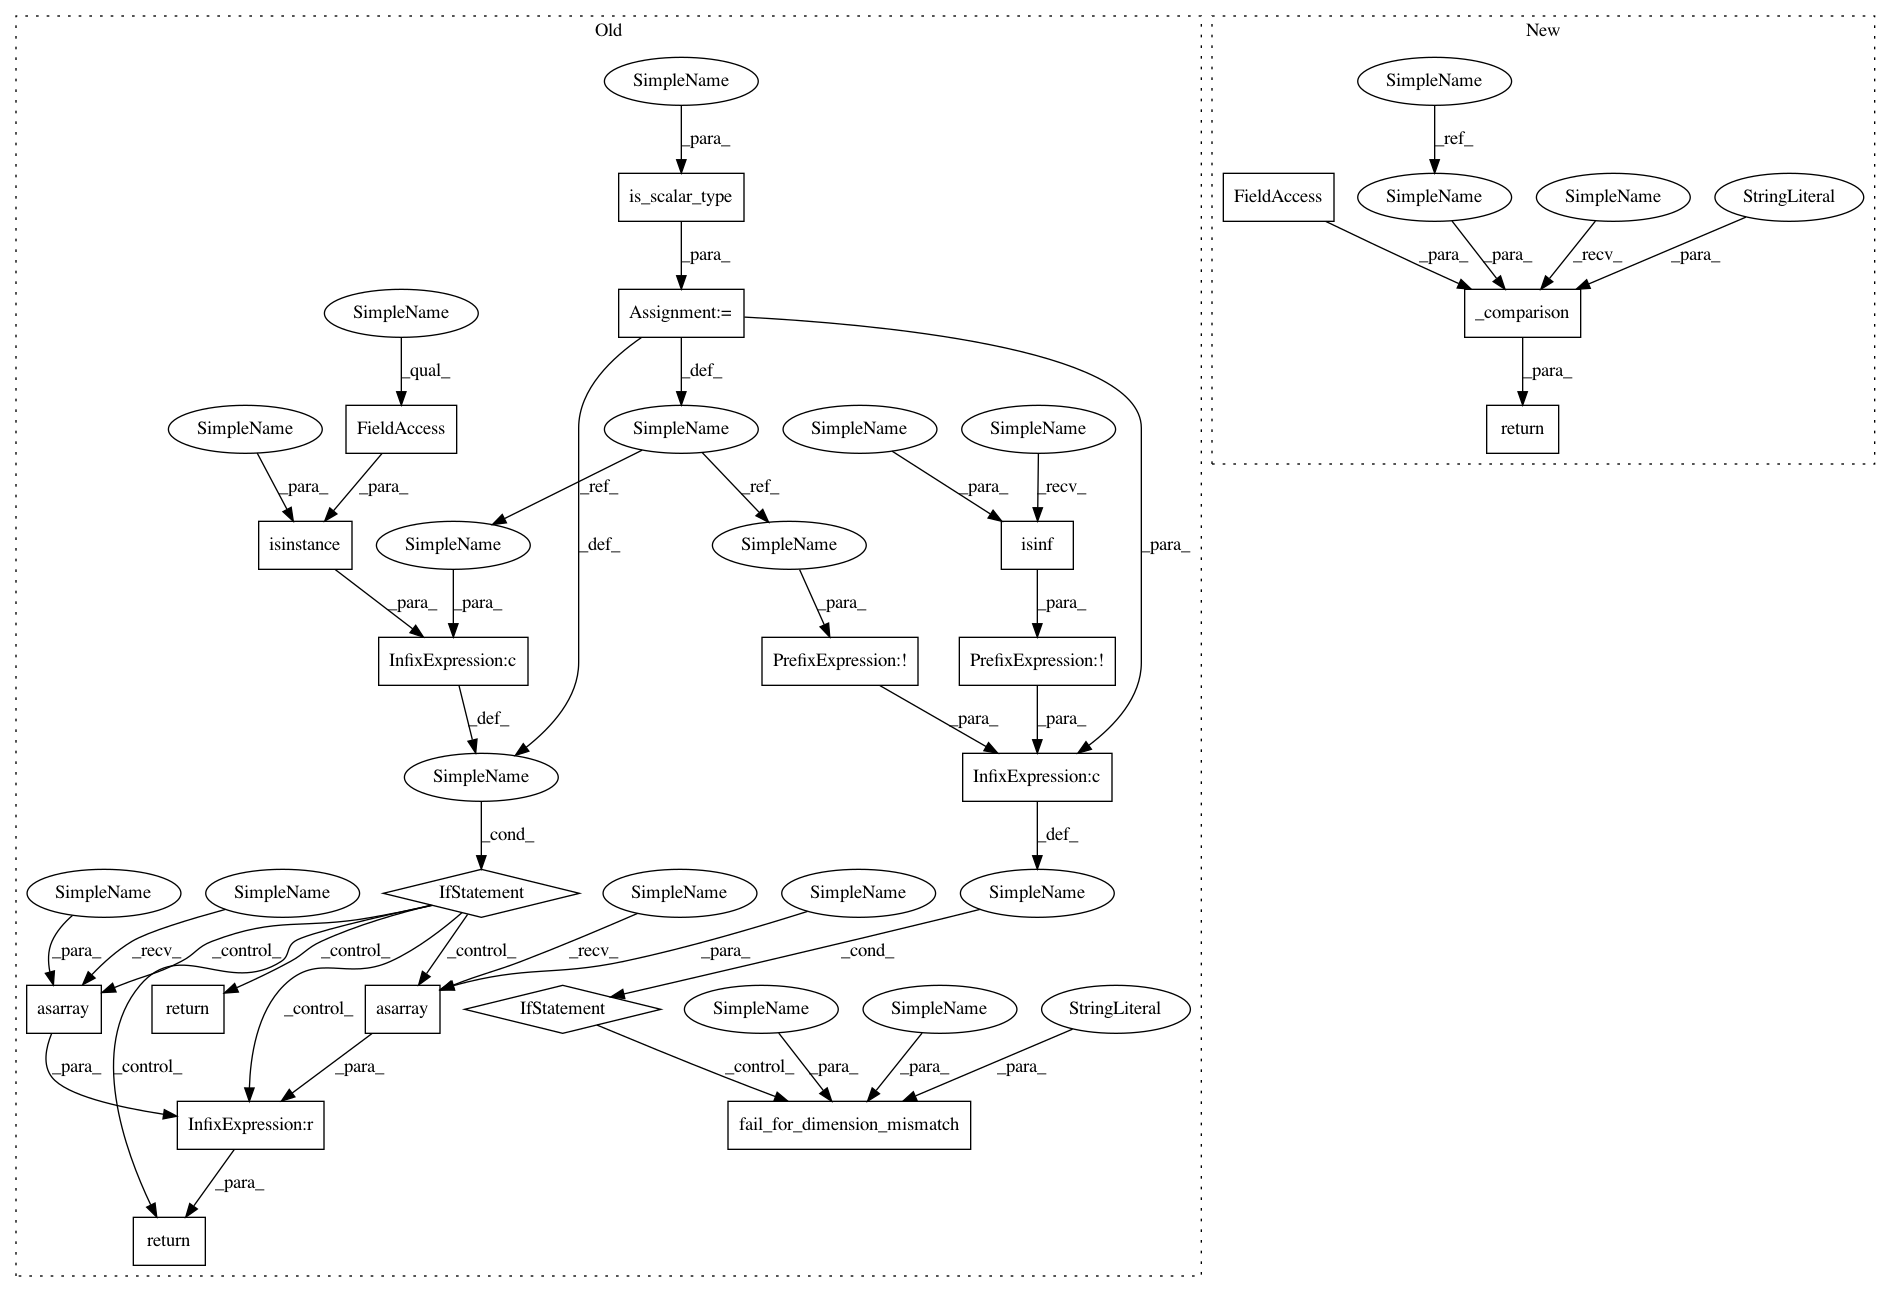 Old
New
SimpleName
SimpleName
_para_
_ref_
is_scalar_type
FieldAccess
SimpleName
SimpleName
StringLiteral
_para_
_para_
_para_
_recv_
_para_
SimpleName
Assignment:=
_comparison
_qual_
_def_
_para_
SimpleName
FieldAccess
SimpleName
SimpleName
SimpleName
return
_para_
_para_
_ref_
_ref_
_para_
_recv_
isinstance
SimpleName
_def_
SimpleName
isinf
_para_
_para_
_para_
_para_
_para_
InfixExpression:c
PrefixExpression:!
PrefixExpression:!
_def_
_para_
_para_
SimpleName
InfixExpression:c
_cond_
_def_
SimpleName
SimpleName
IfStatement
SimpleName
SimpleName
SimpleName
_para_
_recv_
_control_
_control_
_control_
_recv_
_para_
_cond_
asarray
return
_control_
asarray
IfStatement
SimpleName
SimpleName
StringLiteral
_para_
_control_
_para_
_control_
_para_
_para_
_para_
InfixExpression:r
fail_for_dimension_mismatch
_para_
return